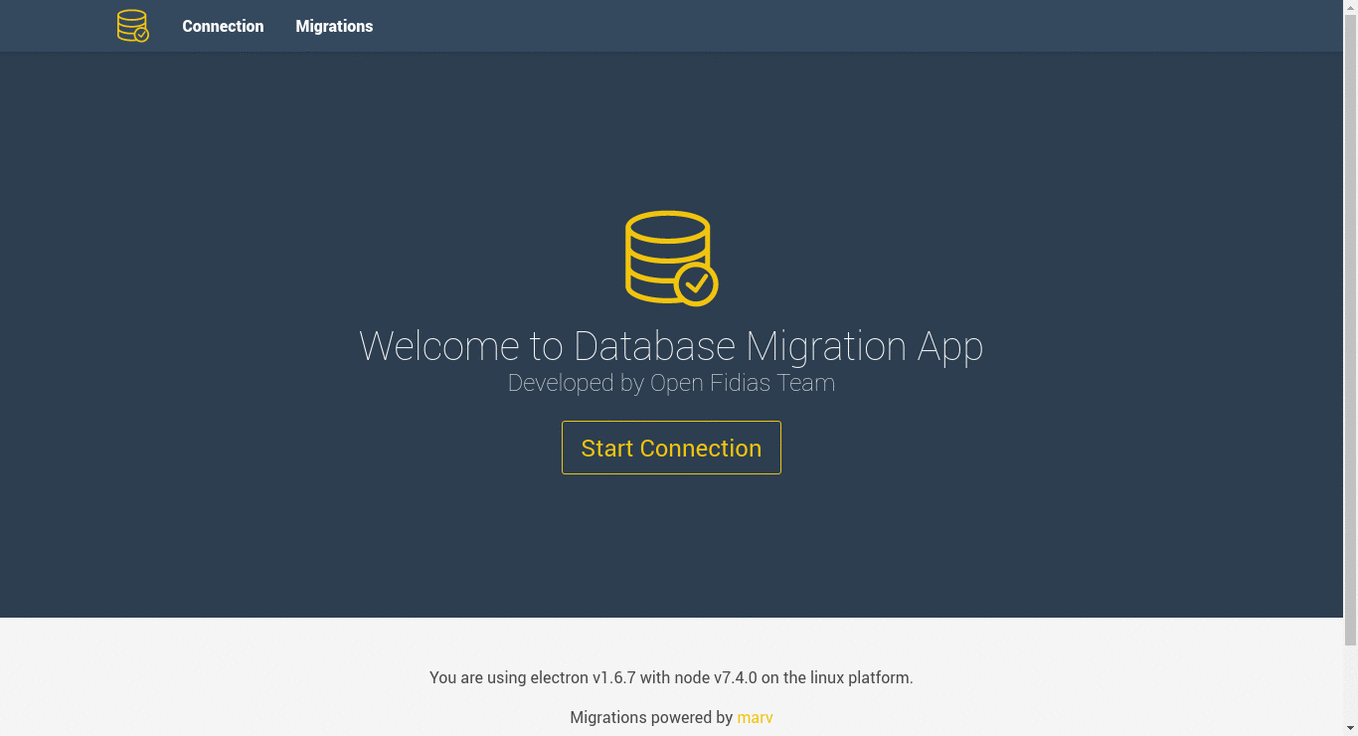 Connection Migrations
Welcome to Database Migration App
Developed by Open Fidias Team
Start Connection
You are using electron v1.6.7 with node v7.4.0 on the linux platform.
Migrations powered by marv